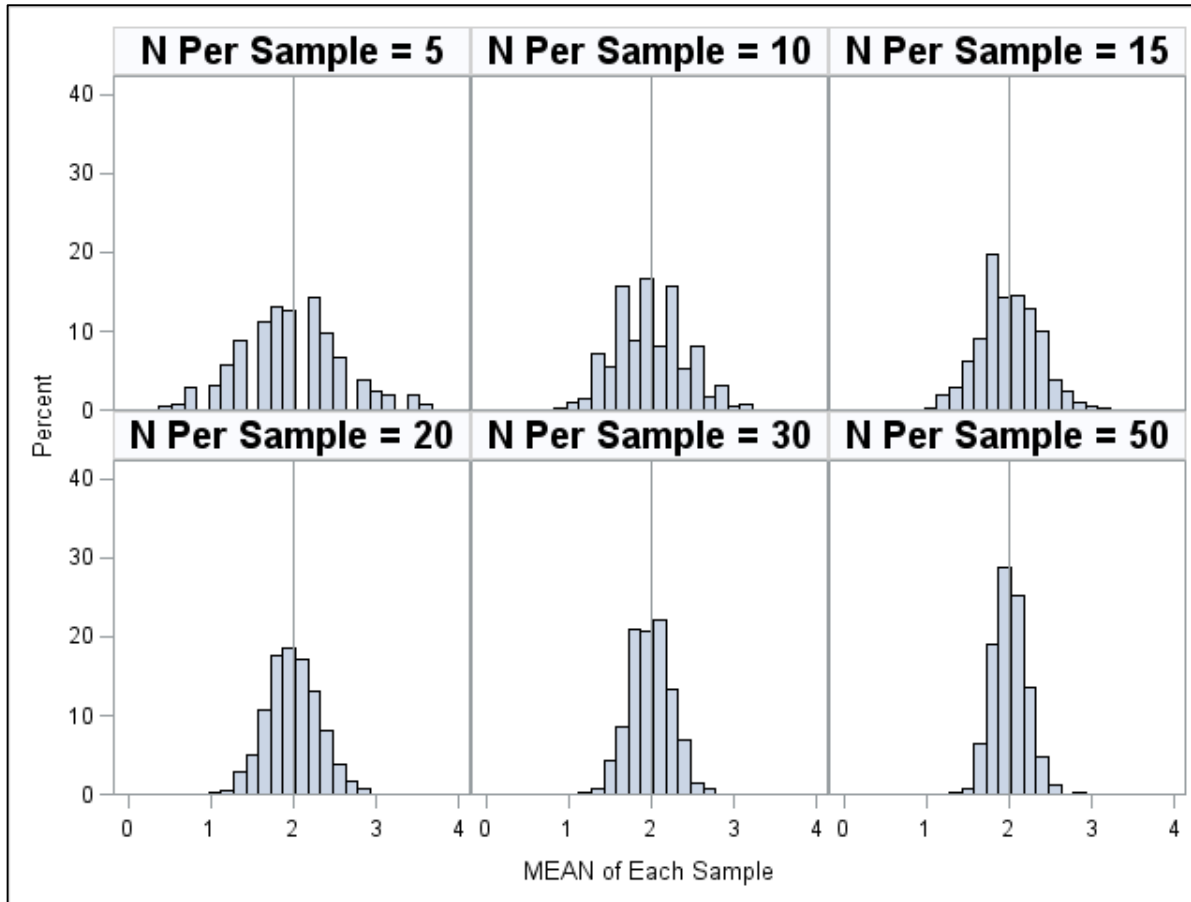 N Per Sample = 5
N Per Sample = 10
N Per Sample = 15
40
30
20
10
0
Percent
N Per Sample = 20
N Per Sample = 30
N Per Sample = 50
40
30
20
10
0
0 1 2 3 4
0 1 2 3 4
0 1 2 3 4
MEAN of Each Sample